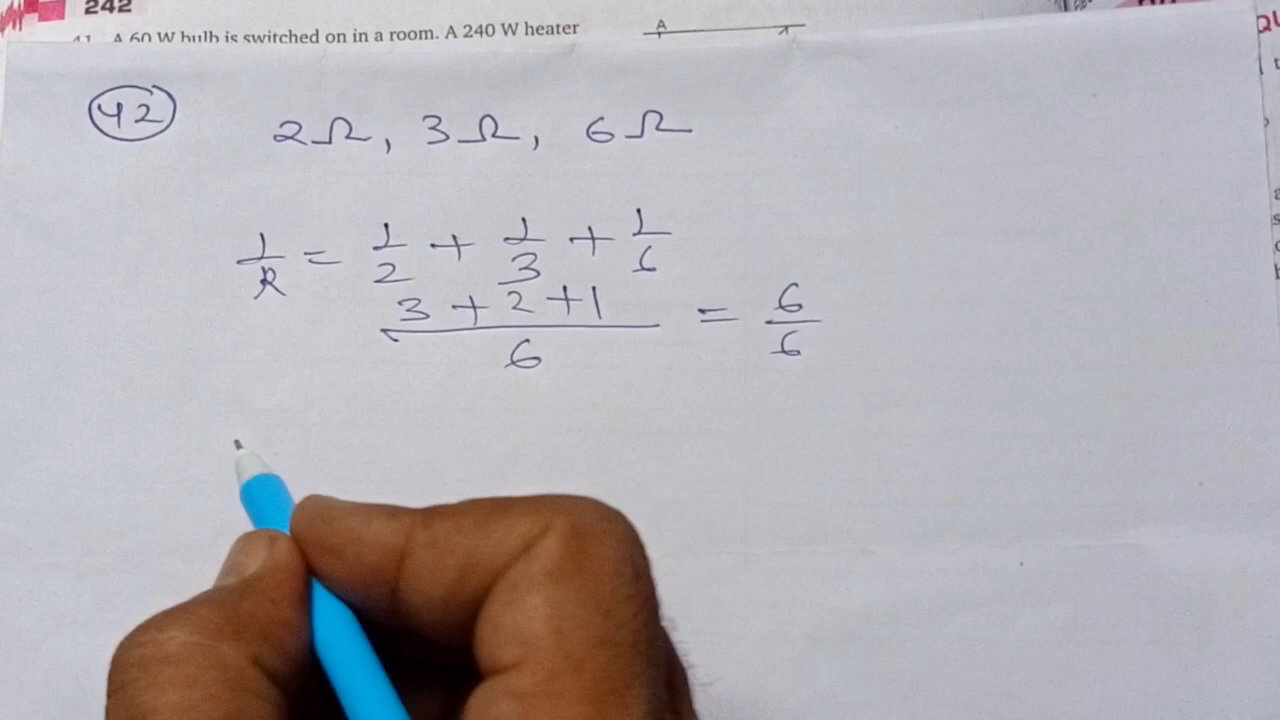 242
41. A 60 W bulb is switched on in a room. A 240 W heater
A
42
2Ω, 3Ω, 6Ω
1/R = 1/2 + 1/3 + 1/6
3 + 2 + 1 / 6 = 6/6